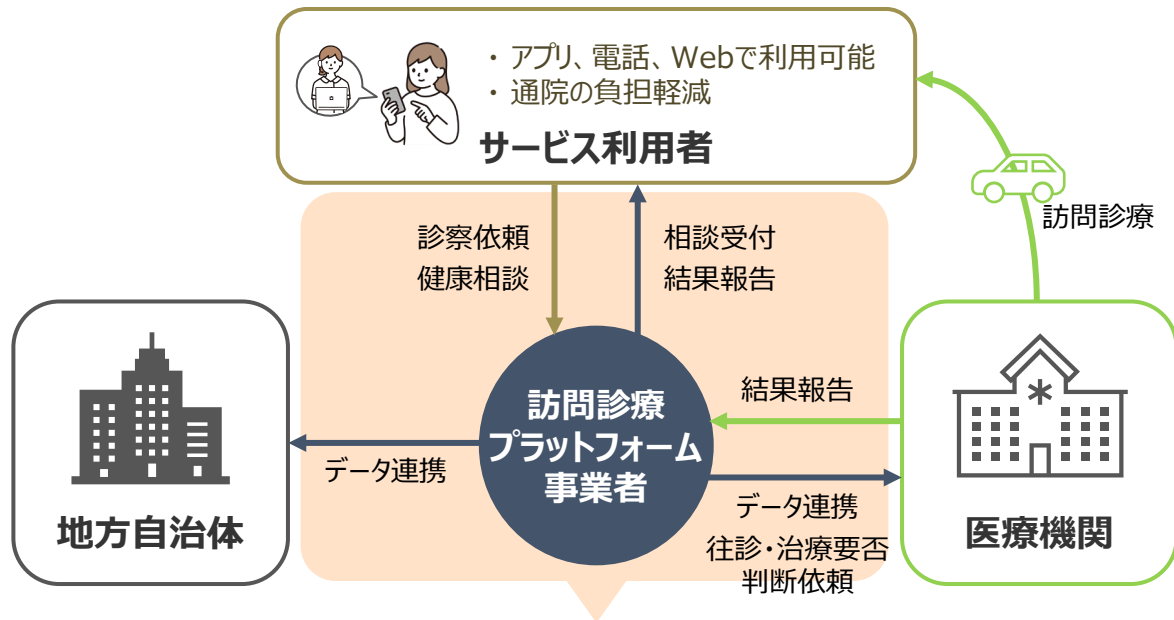 ・ アプリ、電話、Webで利用可能
・ 通院の負担軽減
サービス利用者
訪問診療
診察依頼
健康相談
相談受付
結果報告
地方自治体
データ連携
訪問診療
プラットフォーム
事業者
結果報告
データ連携
往診・治療要否
判断依頼
医療機関